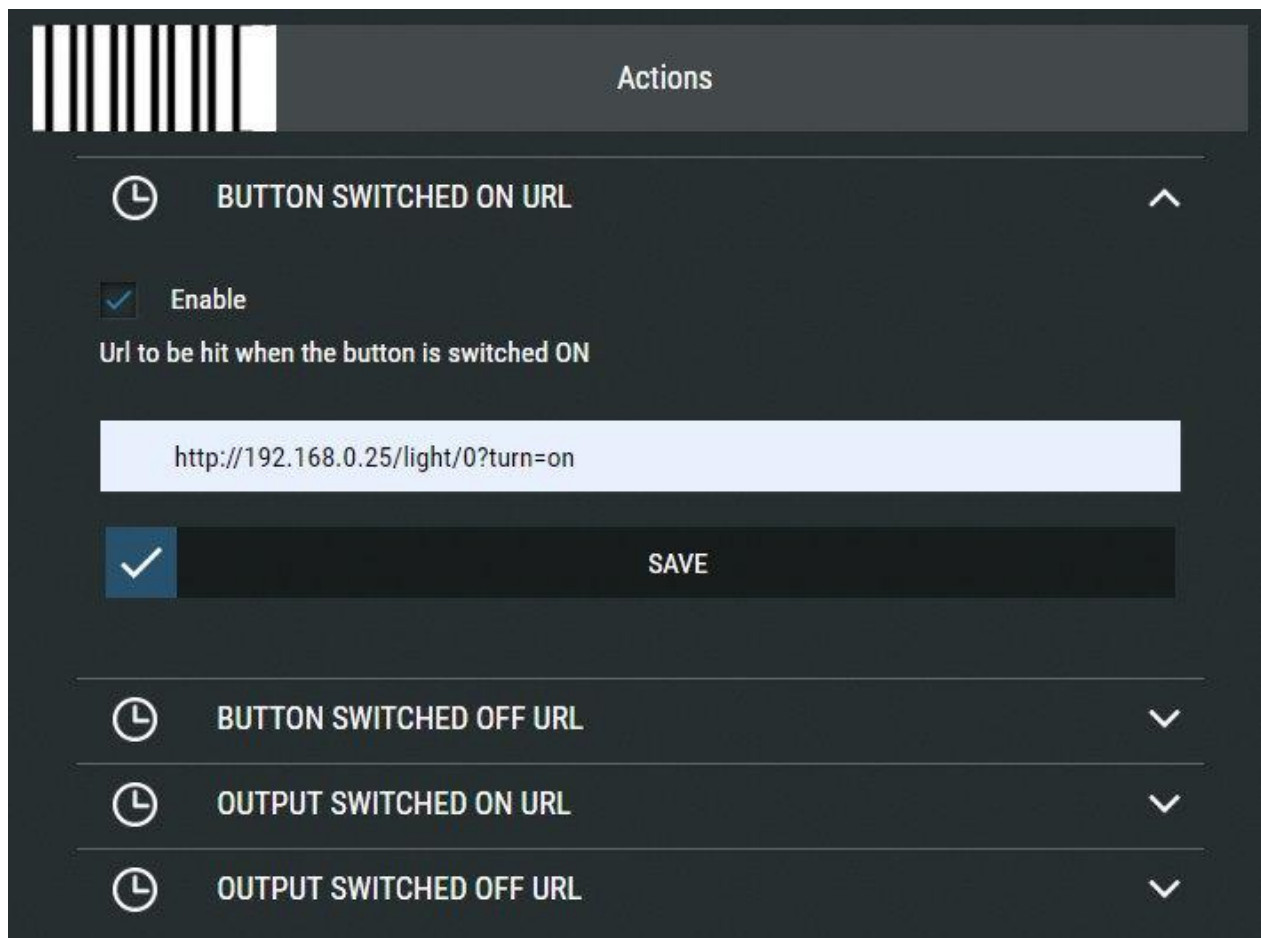 Actions
BUTTON SWITCHED ON URL
Enable
Url to be hit when the button is switched ON
http://192.168.0.25/light/0?turn=on
SAVE
BUTTON SWITCHED OFF URL
OUTPUT SWITCHED ON URL
OUTPUT SWITCHED OFF URL